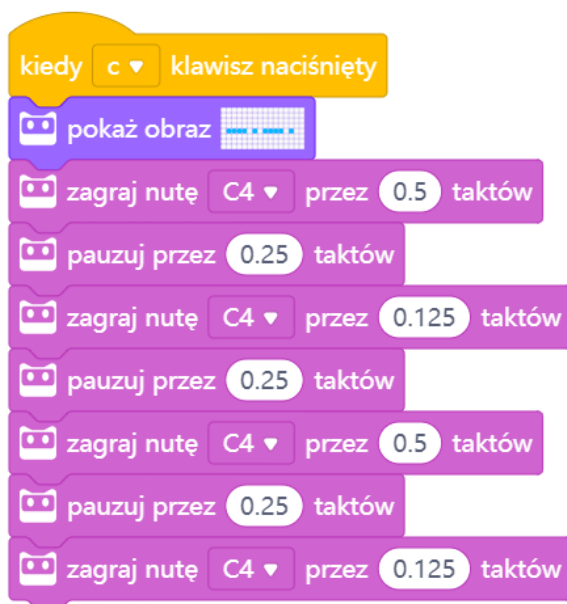 kiedy c klawisz naciśnięty
pokaż obraz
zagraj nutę C4 przez 0.5 taktów
pauzuj przez 0.25 taktów
zagraj nutę C4 przez 0.125 taktów
pauzuj przez 0.25 taktów
zagraj nutę C4 przez 0.5 taktów
pauzuj przez 0.25 taktów
zagraj nutę C4 przez 0.125 taktów